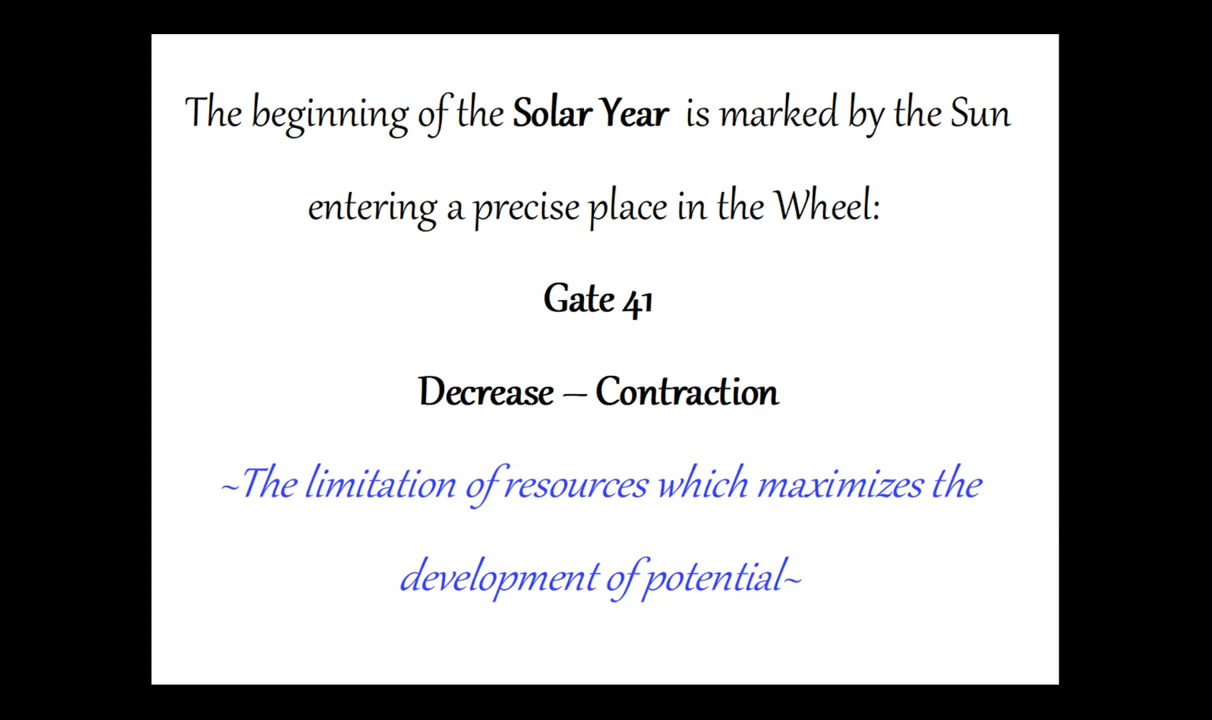 The beginning of the Solar Year is marked by the Sun
entering a precise place in the Wheel:
Gate 41
Decrease – Contraction
~The limitation of resources which maximizes the
development of potential~